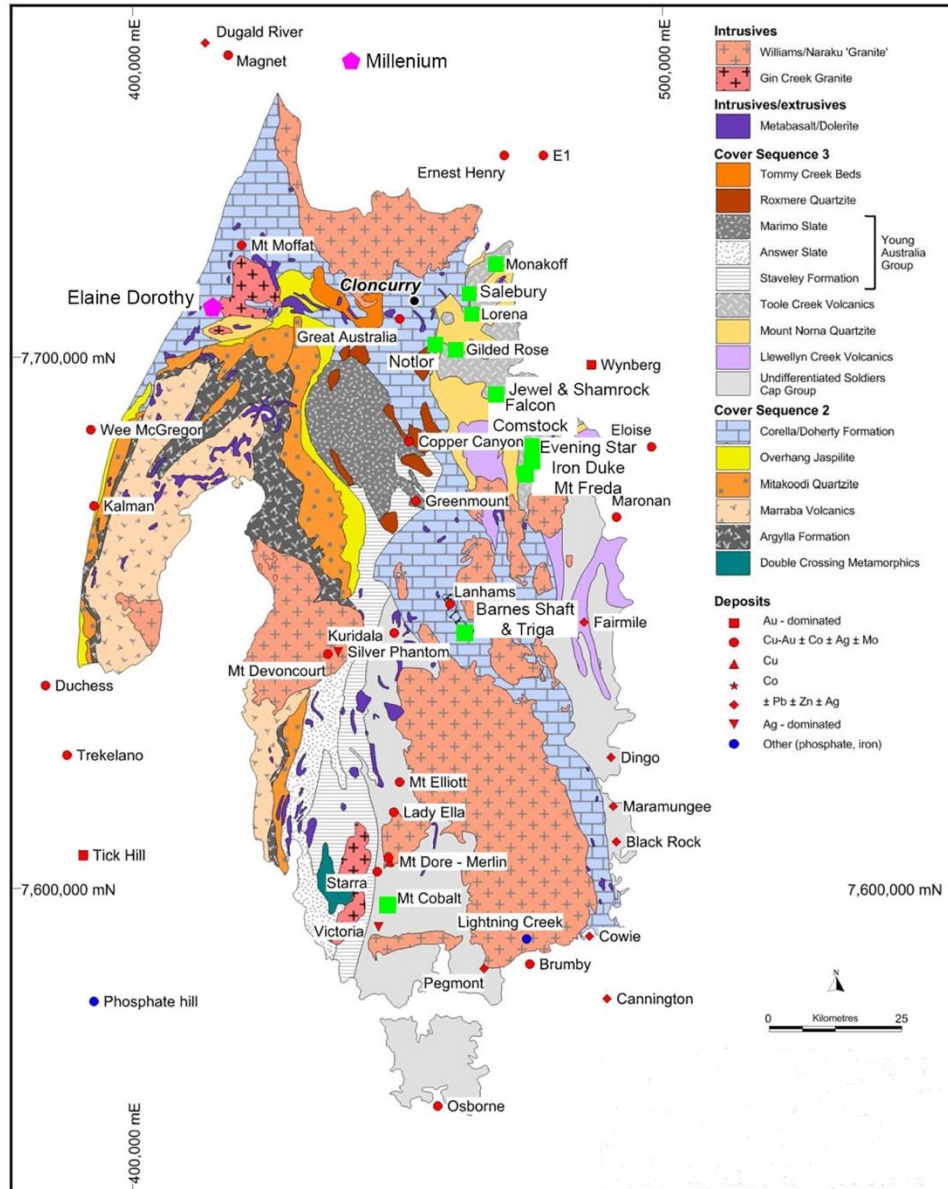 400,000 mE
500,000 mE
Dugald River
Magnet
Millenium
Ernest Henry
E1
Mt Moffat
Monakoff
Elaine Dorothy
Cloncurry
Salebury
Lorena
Great Australia
7,700,000 mN
Notlor
Gilded Rose
Wynberg
Jewel & Shamrock
Falcon
Comstock
Wee McGregor
Copper Canyon
Eloise
Evening Star
Iron Duke
Mt Freda
Kalman
Greenmount
Maronan
Lanhams
Barnes Shaft
& Triga
Fairmile
Kuridala
Silver Phantom
Mt Devoncourt
Duchess
Trekelano
Dingo
Mt Elliott
Maramungee
Lady Ella
Black Rock
Tick Hill
Mt Dore - Merlin
Starra
7,600,000 mN
7,600,000 mN
Mt Cobalt
Victoria
Lightning Creek
Cowie
Brumby
Pegmont
Phosphate hill
Cannington
Osborne
400,000 mE
Intrusives
Williams/Naraku 'Granite'
Gin Creek Granite
Intrusives/extrusives
Metabasalt/Dolerite
Cover Sequence 3
Tommy Creek Beds
Roxmere Quartzite
Marimo Slate
Answer Slate
Staveley Formation
Young
Australia
Group
Toole Creek Volcanics
Mount Norna Quartzite
Llewellyn Creek Volcanics
Undifferentiated Soldiers
Cap Group
Cover Sequence 2
Corella/Doherty Formation
Overhang Jaspilite
Mitakoodi Quartzite
Marraba Volcanics
Argylla Formation
Double Crossing Metamorphics
Deposits
Au - dominated
Cu-Au ± Co ± Ag ± Mo
Cu
Co
± Pb ± Zn ± Ag
Ag - dominated
Other (phosphate, iron)
N
0 Kilometres 25